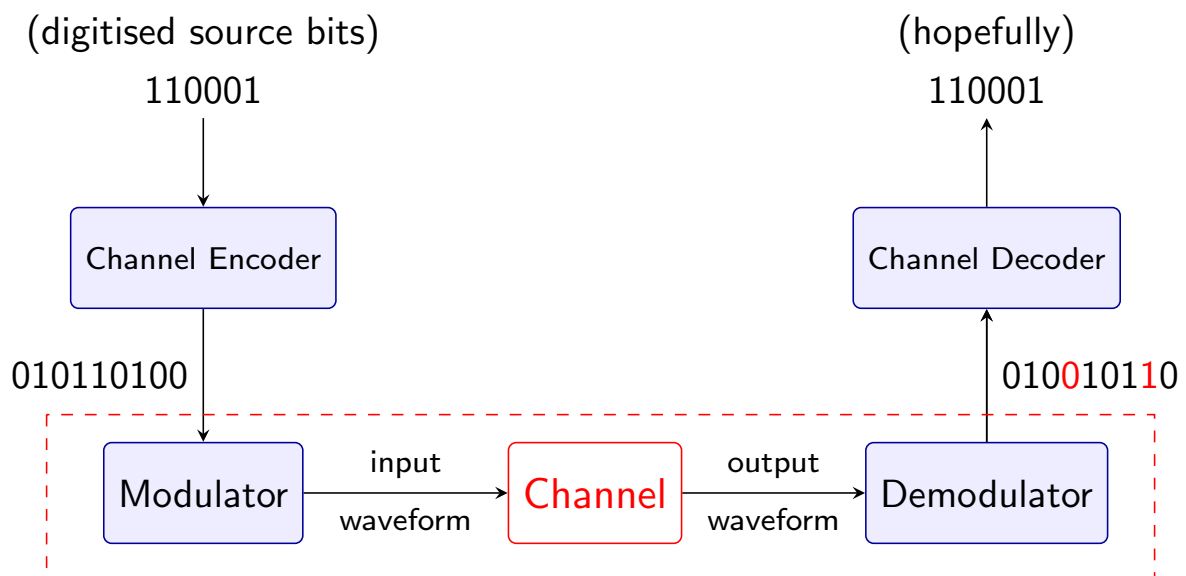 (digitised source bits)
110001
(hopefully)
110001
Channel Encoder
Channel Decoder
010110100
010010110
Modulator
input
waveform
Channel
output
waveform
Demodulator